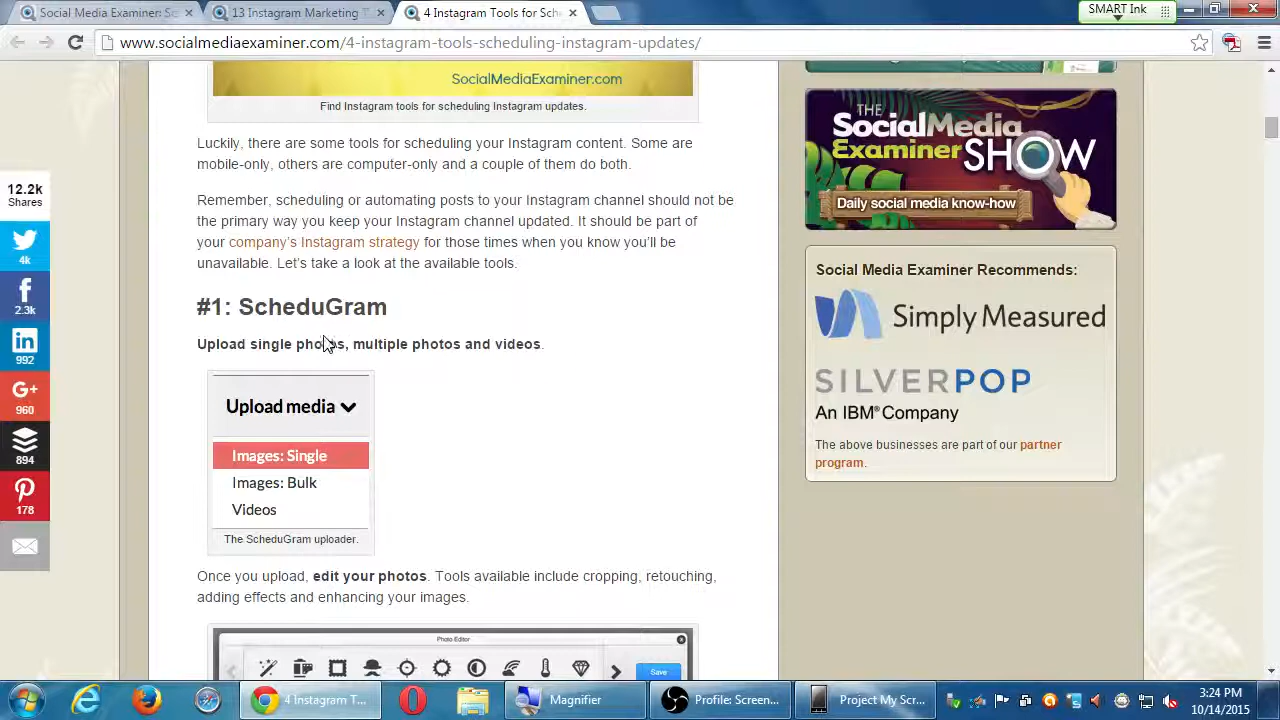 Social Media Examiner: S
13 Instagram Marketing T
4 Instagram Tools for Sch
SMART Ink
www.socialmediaexaminer.com/4-instagram-tools-scheduling-instagram-updates/
SocialMediaExaminer.com
Find Instagram tools for scheduling Instagram updates.
Luckily, there are some tools for scheduling your Instagram content. Some are
mobile-only, others are computer-only and a couple of them do both.
Remember, scheduling or automating posts to your Instagram channel should not be
the primary way you keep your Instagram channel updated. It should be part of
your company's Instagram strategy for those times when you know you'll be
unavailable. Let's take a look at the available tools.
#1: ScheduGram
Upload single photos, multiple photos and videos.
Upload media
Images: Single
Images: Bulk
Videos
The ScheduGram uploader.
Once you upload, edit your photos. Tools available include cropping, retouching,
adding effects and enhancing your images.
Photo Editor
Save
12.2k
Shares
4k
2.3k
992
G+
960
894
178
THE
SocialMedia
Examiner SHOW
Daily social media know-how
Social Media Examiner Recommends:
Simply Measured
SILVERPOP
An IBM® Company
The above businesses are part of our partner
program.
4 Instagram T...
Magnifier
Profile: Screen...
Project My Scr...
3:24 PM
10/14/2015